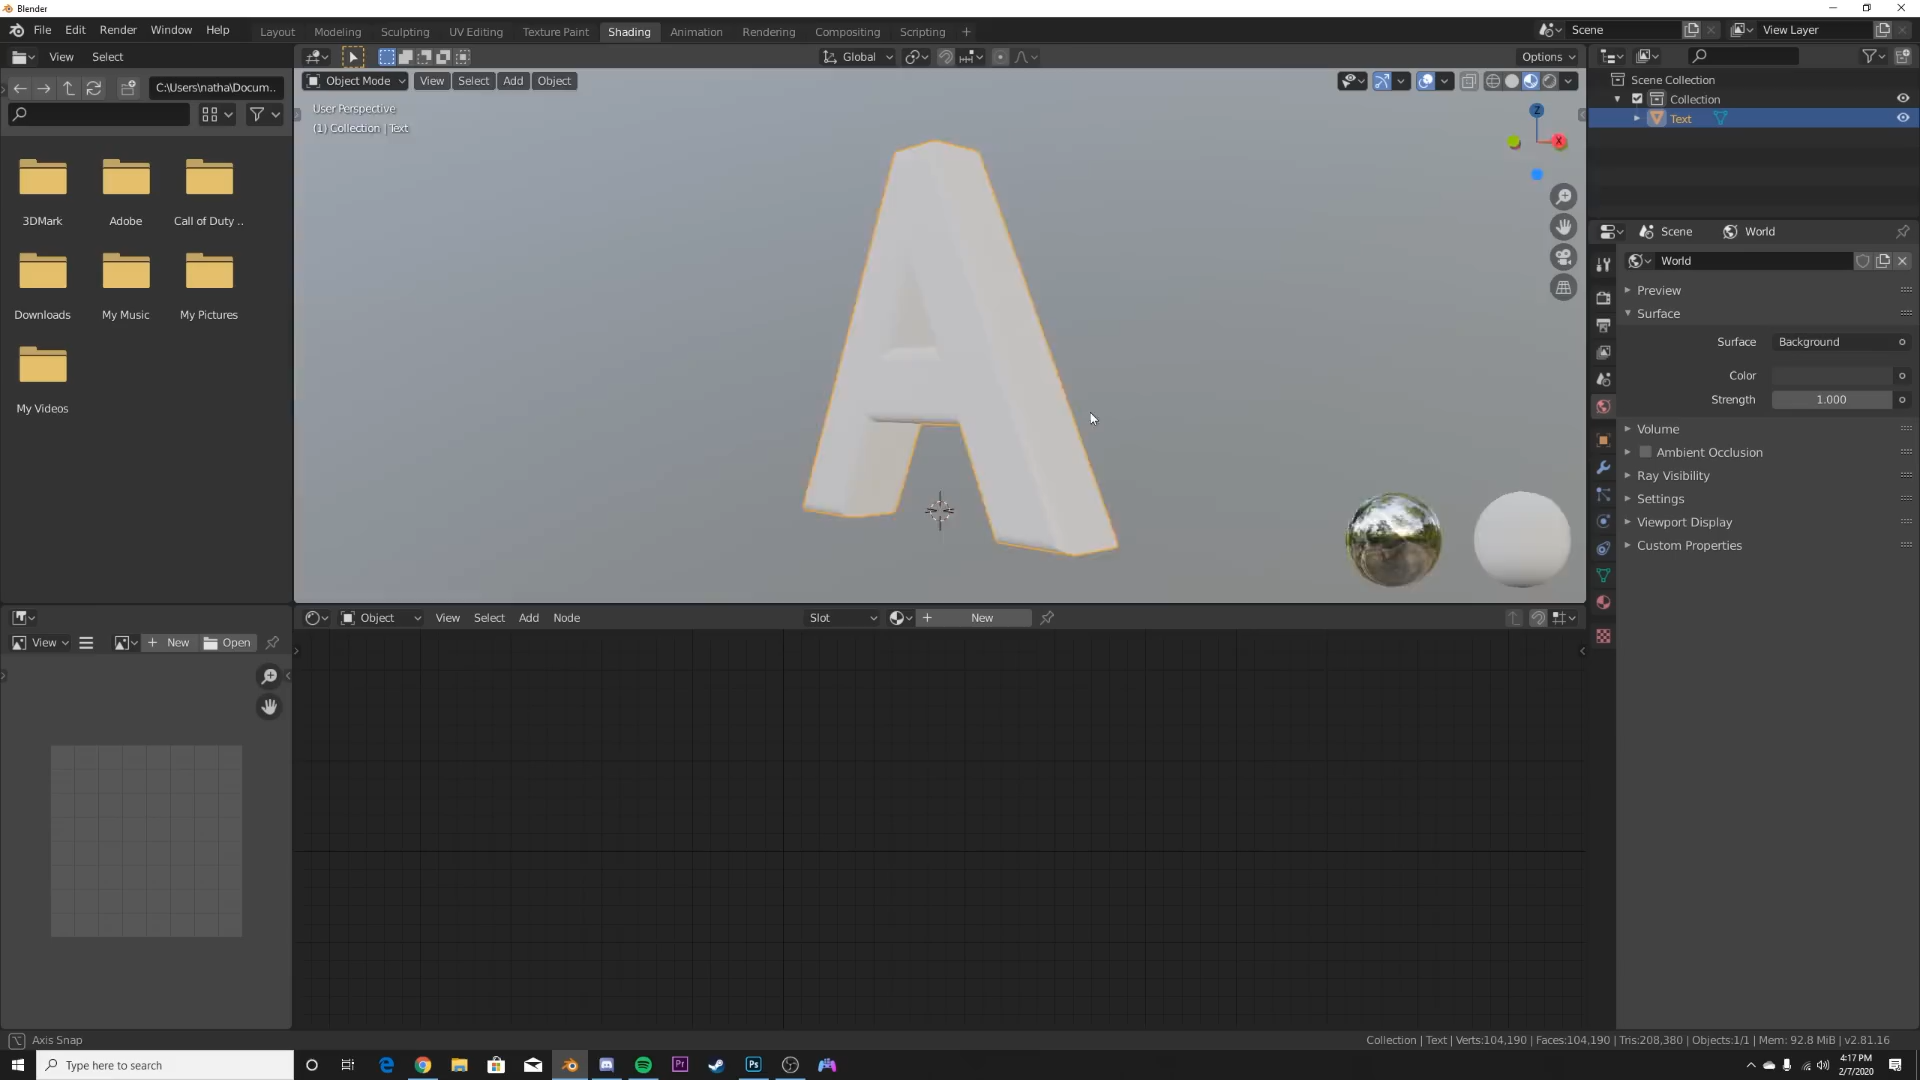 Blender
File Edit Render Window Help
Layout Modeling Sculpting UV Editing Texture Paint Shading Animation Rendering Compositing Scripting +
Scene
View Layer
View Select
Global
Options
C:\Users\natha\Docum..
Object Mode View Select Add Object
User Perspective
(1) Collection | Text
Z
X
3DMark
Adobe
Call of Duty ..
Downloads
My Music
My Pictures
My Videos
Scene Collection
Collection
Text
Scene World
World
Preview
Surface
Surface Background
Color
Strength 1.000
Volume
Ambient Occlusion
Ray Visibility
Settings
Viewport Display
Custom Properties
A
Object View Select Add Node
Slot
+ New
View
+ New
Open
Axis Snap
Collection | Text | Verts:104,190 | Faces:104,190 | Tris:208,380 | Objects:1/1 | Mem: 92.8 MiB | v2.81.16
Type here to search
Pr
Ps
4:17 PM
2/7/2020